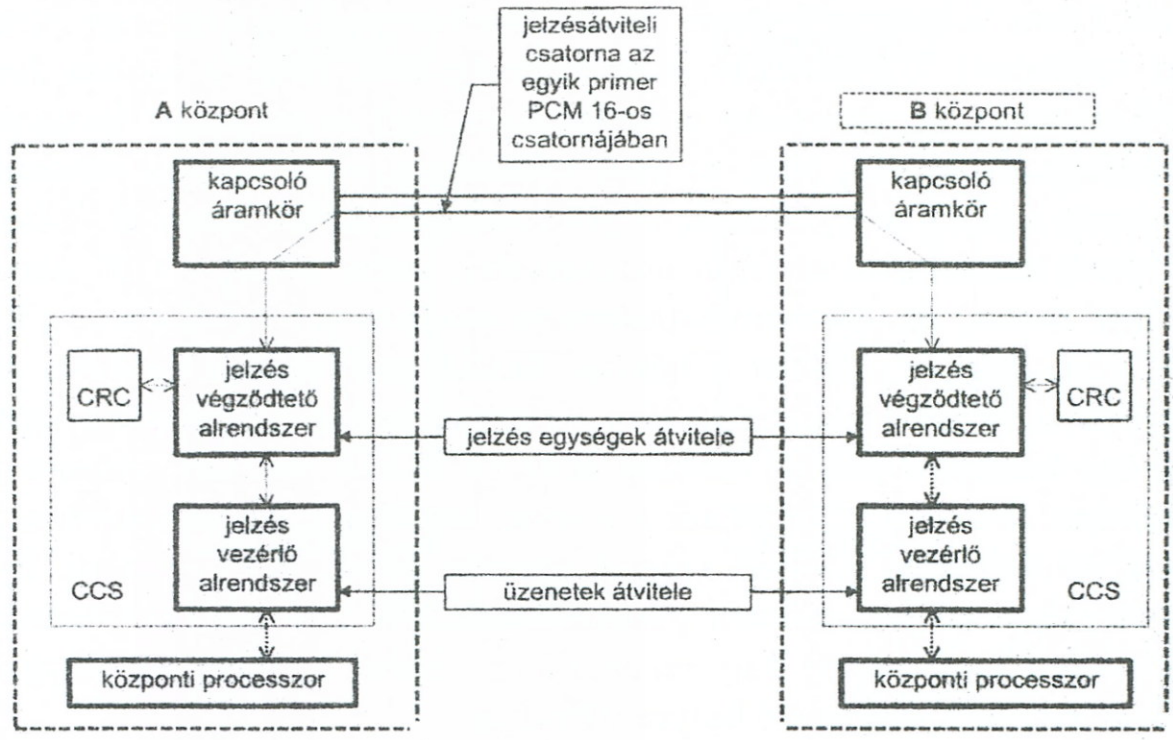 jelzésátviteli
csatorna az
egyik primer
PCM 16-os
csatornájában
A központ
B központ
kapcsoló
áramkör
kapcsoló
áramkör
CRC
jelzés
végződtető
alrendszer
jelzés egységek átvitele
jelzés
végződtető
alrendszer
CRC
CCS
jelzés
vezérlő
alrendszer
üzenetek átvitele
jelzés
vezérlő
alrendszer
CCS
központi processzor
központi processzor